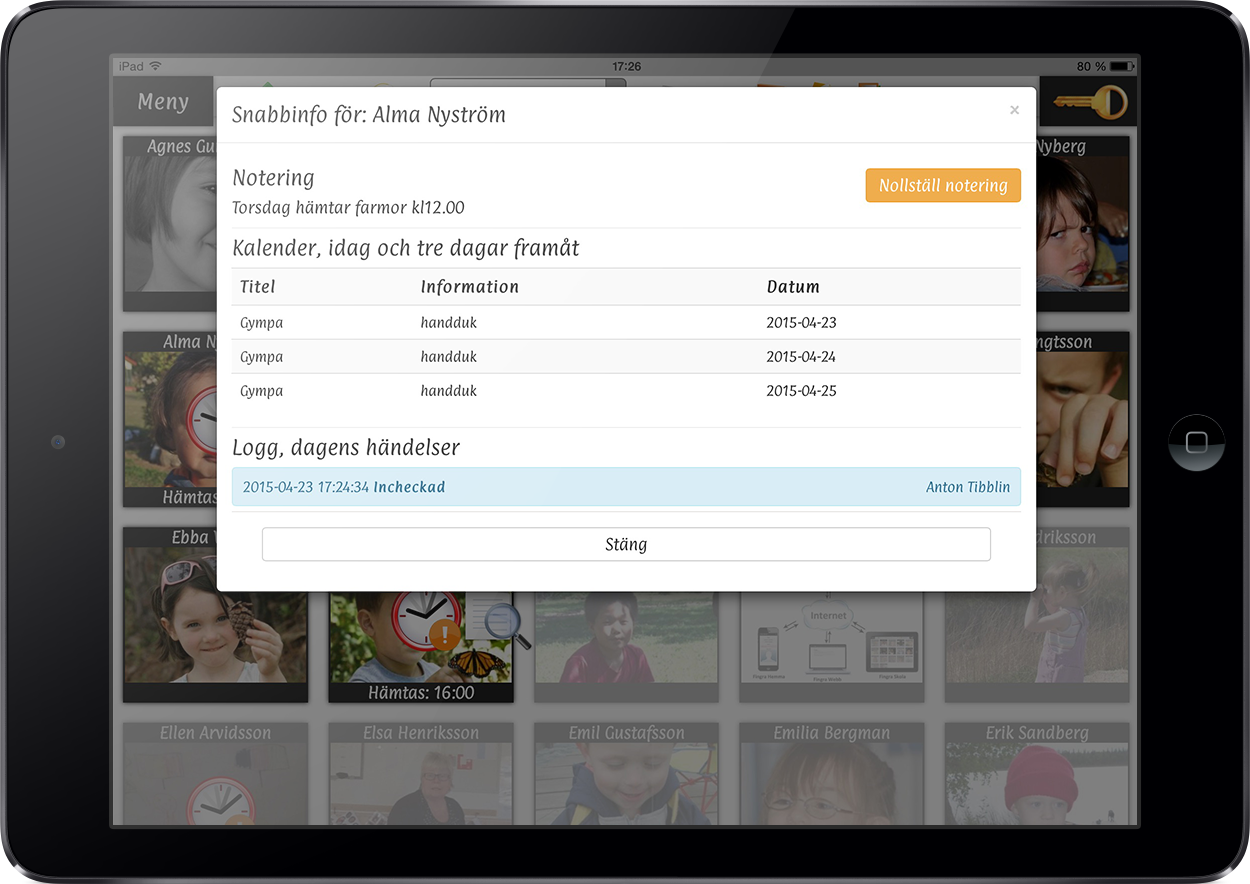 iPad 17:26 80 %
Meny
Snabbinfo för: Alma Nyström ×
Notering
Nollställ notering
Torsdag hämtar farmor kl12.00
Kalender, idag och tre dagar framåt
Titel Information Datum
Gympa handduk 2015-04-23
Gympa handduk 2015-04-24
Gympa handduk 2015-04-25
Logg, dagens händelser
2015-04-23 17:24:34 Incheckad Anton Tibblin
Stäng
Agnes Gu
Nyberg
Alma N
ngtsson
Hämtas
Ebba
driksson
Internet
Hämtas: 16:00
Ellen Arvidsson Elsa Henriksson Emil Gustafsson Emilia Bergman Erik Sandberg